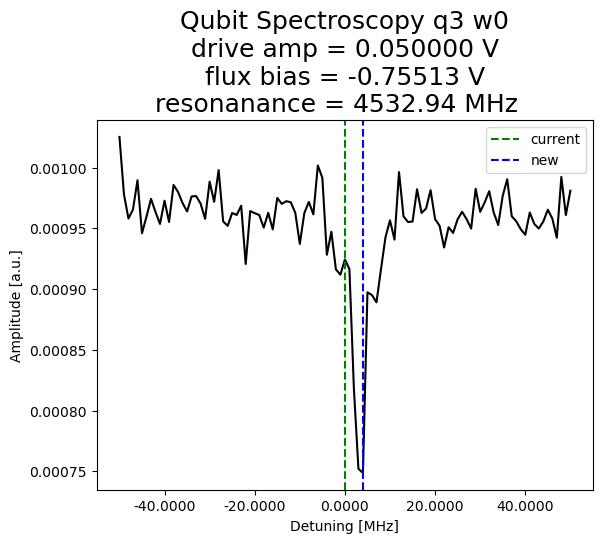 Qubit Spectroscopy q3 w0
drive amp = 0.050000 V
flux bias = -0.75513 V
resonanance = 4532.94 MHz
current
new
0.00100
0.00095
0.00090
0.00085
0.00080
0.00075
Amplitude [a.u.]
-40.0000 -20.0000 0.0000 20.0000 40.0000
Detuning [MHz]